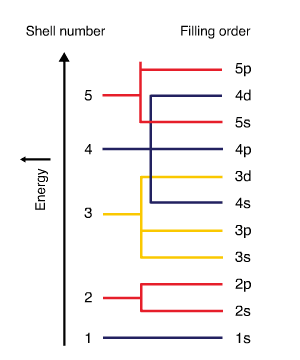 Shell number
Filling order
5p
5
4d
5s
4
4p
3d
Energy
4s
3
3p
3s
2p
2
2s
1
1s